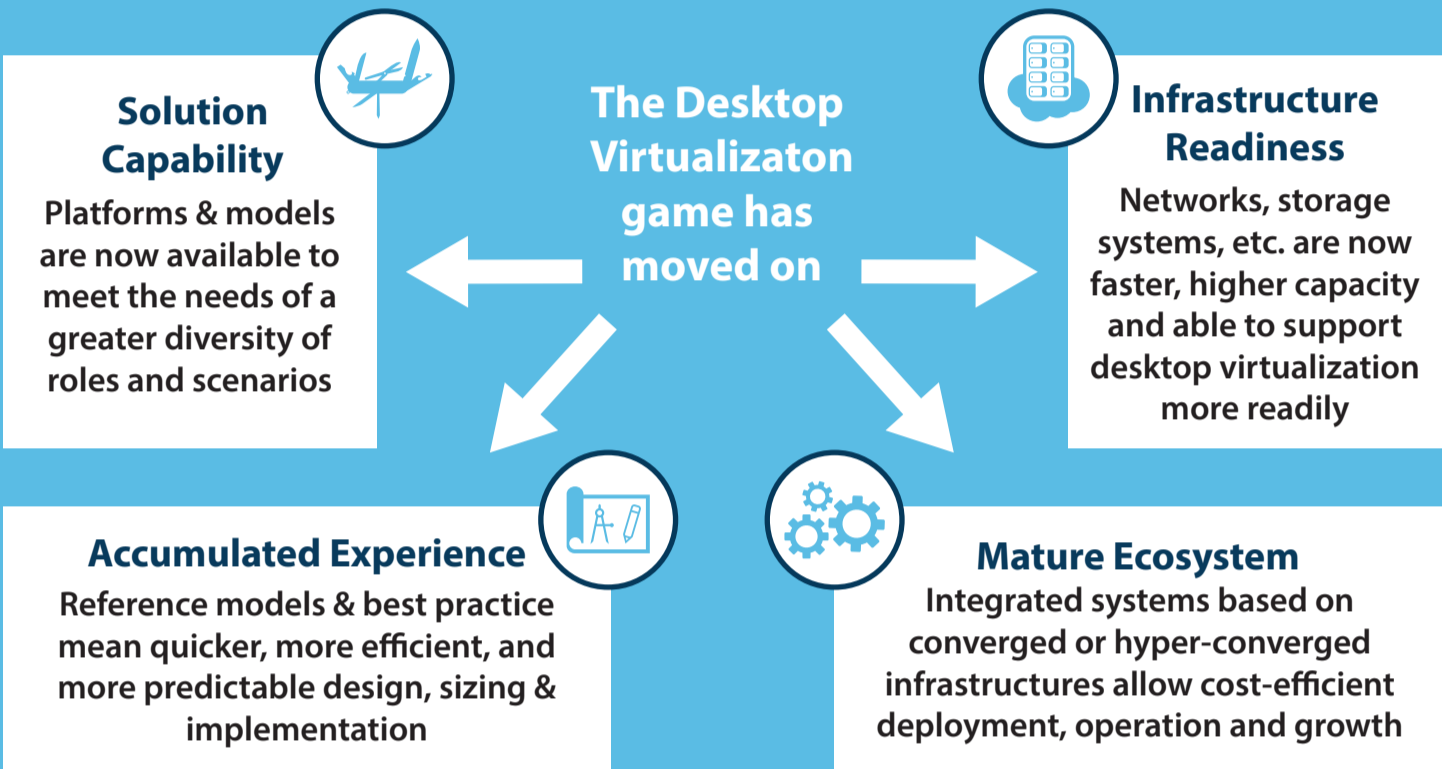 The Desktop
Virtualizaton
game has
moved on
Solution
Capability
Platforms & models
are now available to
meet the needs of a
greater diversity of
roles and scenarios
Infrastructure
Readiness
Networks, storage
systems, etc. are now
faster, higher capacity
and able to support
desktop virtualization
more readily
Accumulated Experience
Reference models & best practice
mean quicker, more efficient, and
more predictable design, sizing &
implementation
Mature Ecosystem
Integrated systems based on
converged or hyper-converged
infrastructures allow cost-efficient
deployment, operation and growth